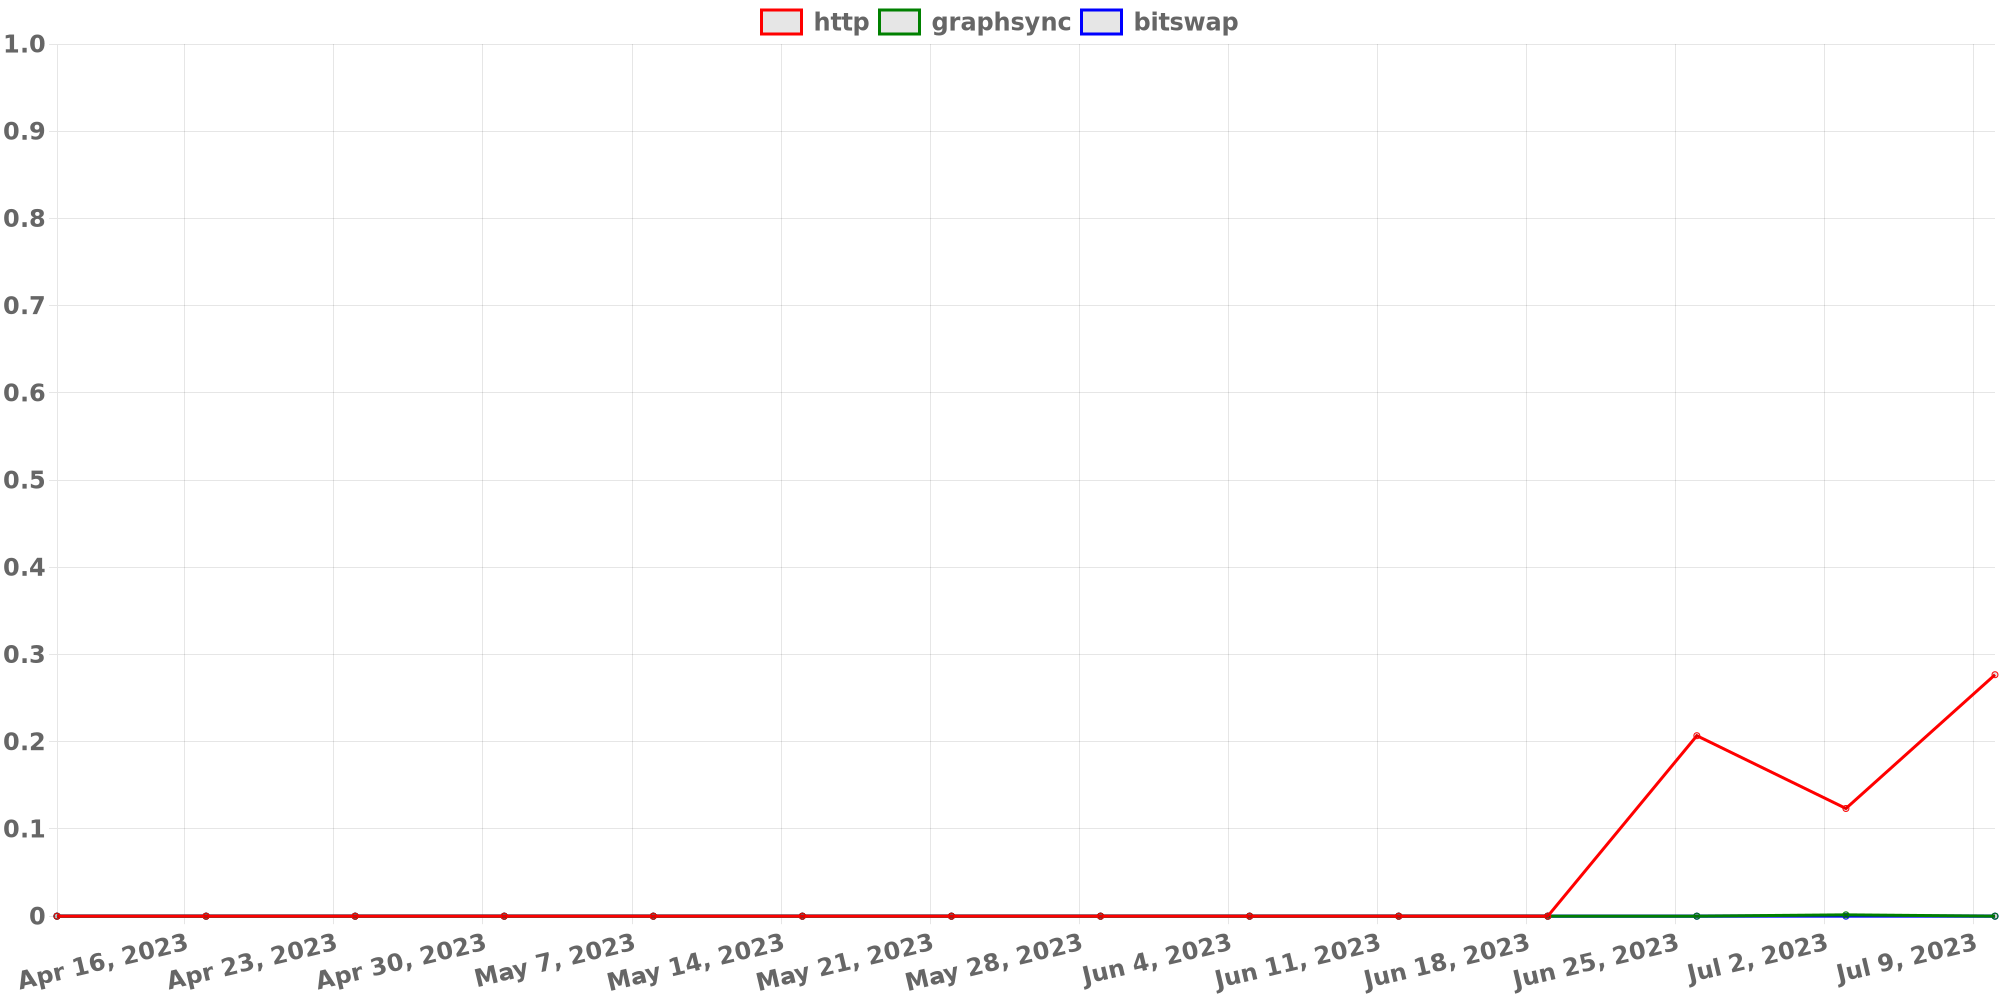 http graphsync bitswap
1.0
0.9
0.8
0.7
0.6
0.5
0.4
0.3
0.2
0.1
0
Apr 16, 2023
Apr 23, 2023
Apr 30, 2023
May 7, 2023
May 14, 2023
May 21, 2023
May 28, 2023
Jun 4, 2023
Jun 11, 2023
Jun 18, 2023
Jun 25, 2023
Jul 2, 2023
Jul 9, 2023